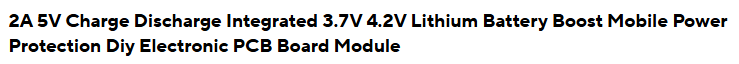 2A 5V Charge Discharge Integrated 3.7V 4.2V Lithium Battery Boost Mobile Power
Protection Diy Electronic PCB Board Module